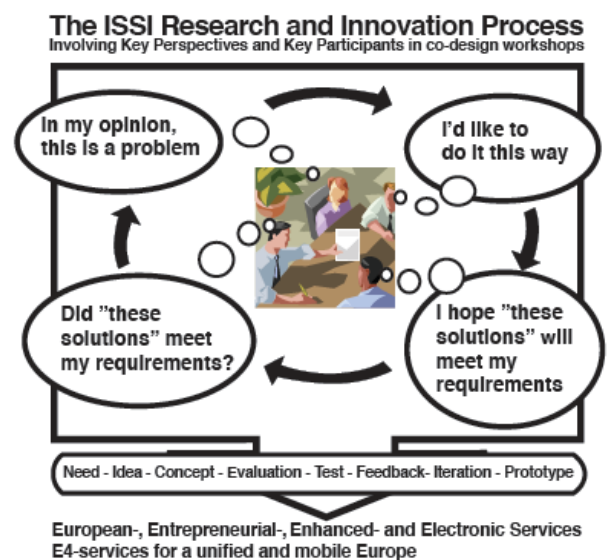 The ISSI Research and Innovation Process
Involving Key Perspectives and Key Participants in co-design workshops
In my opinion,
this is a problem
I'd like to
do it this way
Did "these
solutions" meet
my requirements?
I hope "these
solutions" will
meet my
requirements
Need - Idea - Concept - Evaluation - Test - Feedback- Iteration - Prototype
European-, Entrepreneurial-, Enhanced- and Electronic Services
E4-services for a unified and mobile Europe